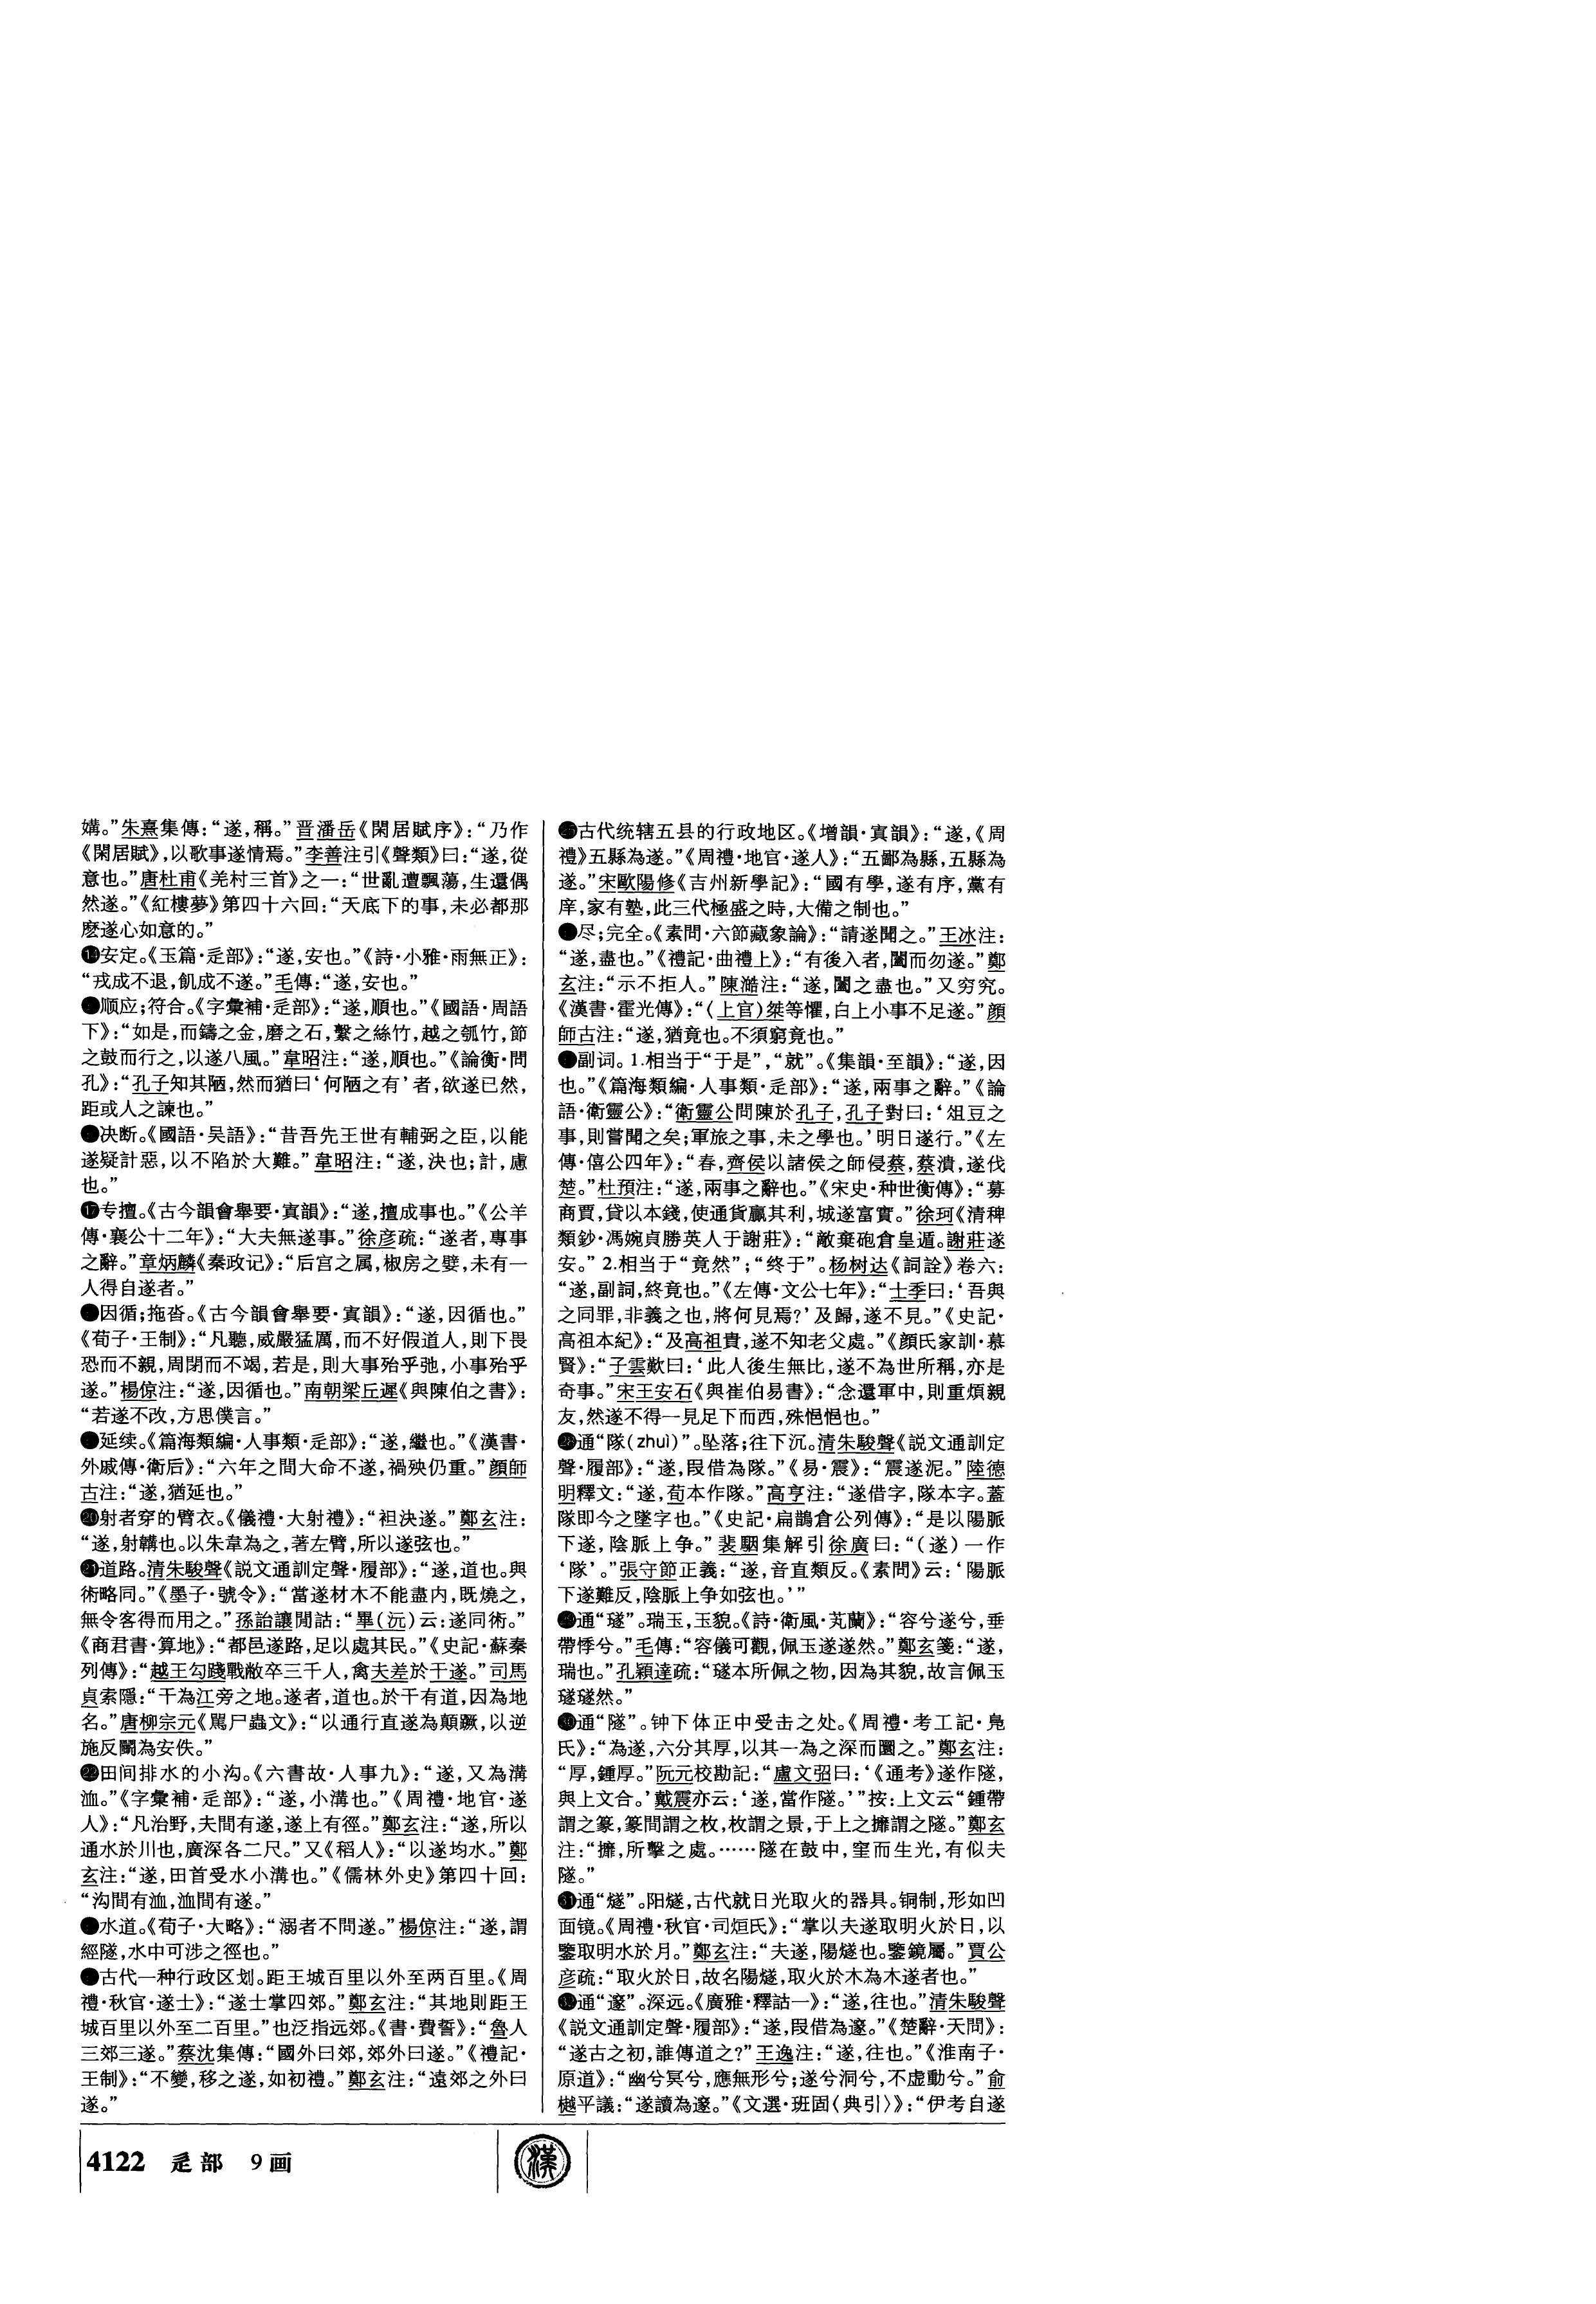 媾。”朱熹集傳：“遂，稱。”晋潘岳《閑居賦序》：“乃作
《閑居賦》，以歌事遂情焉。”李善注引《聲類》曰：“遂，從
意也。”唐杜甫《羌村三首》之一：“世亂遭飄蕩，生還偶
然遂。”《紅樓夢》第四十六回：“天底下的事，未必都那
麽遂心如意的。”
⓮安定。《玉篇·辵部》：“遂，安也。”《詩·小雅·雨無正》：
“戎成不退，飢成不遂。”毛傳：“遂，安也。”
●顺应；符合。《字彙補·辵部》：“遂，順也。”《國語·周語
下》：“如是，而鑄之金，磨之石，繫之絲竹，越之瓠竹，節
之鼓而行之，以遂八風。”韋昭注：“遂，順也。”《論衡·問
孔》：“孔子知其陋，然而猶曰‘何陋之有’者，欲遂已然，
距或人之諫也。”
●决断。《國語·吴語》：“昔吾先王世有輔弼之臣，以能
遂疑計惡，以不陷於大難。”韋昭注：“遂，決也；計，慮
也。”
⓱专擅。《古今韻會舉要·寘韻》：“遂，擅成事也。”《公羊
傳·襄公十二年》：“大夫無遂事。”徐彦疏：“遂者，專事
之辭。”章炳麟《秦政记》：“后宫之属，椒房之嬖，未有一
人得自遂者。”
●因循；拖沓。《古今韻會舉要·寘韻》：“遂，因循也。”
《荀子·王制》：“凡聽，威嚴猛厲，而不好假道人，則下畏
恐而不親，周閉而不竭，若是，則大事殆乎弛，小事殆乎
遂。”楊倞注：“遂，因循也。”南朝梁丘遲《與陳伯之書》：
“若遂不改，方思僕言。”
●延续。《篇海類編·人事類·辵部》：“遂，繼也。”《漢書·
外戚傳·衛后》：“六年之間大命不遂，禍殃仍重。”顔師
古注：“遂，猶延也。”
⓴射者穿的臂衣。《儀禮·大射禮》：“袒決遂。”鄭玄注：
“遂，射韝也。以朱韋為之，著左臂，所以遂弦也。”
㉑道路。清朱駿聲《説文通訓定聲·履部》：“遂，道也。與
術略同。”《墨子·號令》：“當遂材木不能盡内，既燒之，
無令客得而用之。”孫詒讓閒詁：“畢(沅)云：遂同術。”
《商君書·算地》：“都邑遂路，足以處其民。”《史記·蘇秦
列傳》：“越王勾踐戰敝卒三千人，禽夫差於干遂。”司馬
貞索隱：“干為江旁之地。遂者，道也。於干有道，因為地
名。”唐柳宗元《駡尸蟲文》：“以通行直遂為顛蹶，以逆
施反鬭為安佚。”
㉒田间排水的小沟。《六書故·人事九》：“遂，又為溝
洫。”《字彙補·辵部》：“遂，小溝也。”《周禮·地官·遂
人》：“凡治野，夫間有遂，遂上有徑。”鄭玄注：“遂，所以
通水於川也，廣深各二尺。”又《稻人》：“以遂均水。”鄭
玄注：“遂，田首受水小溝也。”《儒林外史》第四十回：
“沟間有洫，洫間有遂。”
●水道。《荀子·大略》：“溺者不問遂。”楊倞注：“遂，謂
經隧，水中可涉之徑也。”
●古代一种行政区划。距王城百里以外至两百里。《周
禮·秋官·遂士》：“遂士掌四郊。”鄭玄注：“其地則距王
城百里以外至二百里。”也泛指远郊。《書·費誓》：“魯人
三郊三遂。”蔡沈集傳：“國外曰郊，郊外曰遂。”《禮記·
王制》：“不變，移之遂，如初禮。”鄭玄注：“遠郊之外曰
遂。”
㉕古代统辖五县的行政地区。《增韻·寘韻》：“遂，《周
禮》五縣為遂。”《周禮·地官·遂人》：“五鄙為縣，五縣為
遂。”宋歐陽修《吉州新學記》：“國有學，遂有序，黨有
庠，家有塾，此三代極盛之時，大備之制也。”
●尽；完全。《素問·六節藏象論》：“請遂聞之。”王冰注：
“遂，盡也。”《禮記·曲禮上》：“有後入者，闔而勿遂。”鄭
玄注：“示不拒人。”陳澔注：“遂，闔之盡也。”又穷究。
《漢書·霍光傳》：“（上官)桀等懼，白上小事不足遂。”顔
師古注：“遂，猶竟也。不須窮竟也。”
●副词。1.相当于“于是”，“就”。《集韻·至韻》：“遂，因
也。”《篇海類編·人事類·辵部》：“遂，兩事之辭。”《論
語·衛靈公》：“衛靈公問陳於孔子，孔子對曰：‘俎豆之
事，則嘗聞之矣；軍旅之事，未之學也。’明日遂行。”《左
傳·僖公四年》：“春，齊侯以諸侯之師侵蔡，蔡潰，遂伐
楚。”杜預注：“遂，兩事之辭也。”《宋史·种世衡傳》：“募
商賈，貸以本錢，使通貨贏其利，城遂富實。”徐珂《清稗
類鈔·馮婉貞勝英人于謝莊》：“敵棄砲倉皇遁。謝莊遂
安。”2.相当于“竟然”；“终于”。杨树达《詞詮》卷六：
“遂，副詞，終竟也。”《左傳·文公七年》：“士季曰：‘吾與
之同罪，非義之也，將何見焉？’及歸，遂不見。”《史記·
高祖本紀》：“及高祖貴，遂不知老父處。”《顔氏家訓·慕
賢》：“子雲歎曰：‘此人後生無比，遂不為世所稱，亦是
奇事。”宋王安石《與崔伯易書》：“念還軍中，則重煩親
友，然遂不得一見足下而西，殊悒悒也。”
㉘通“隊(zhuì)”。坠落；往下沉。清朱駿聲《説文通訓定
聲·履部》：“遂，叚借為隊。”《易·震》：“震遂泥。”陸德
明釋文：“遂，荀本作隊。”高亨注：“遂借字，隊本字。蓋
隊即今之墜字也。”《史記·扁鵲倉公列傳》：“是以陽脈
下遂，陰脈上争。”裴駰集解引徐廣曰：“(遂)一作
‘隊’。”張守節正義：“遂，音直類反。《素問》云：‘陽脈
下遂難反，陰脈上争如弦也。’”
㉙通“璲”。瑞玉，玉貌。《詩·衛風·芄蘭》：“容兮遂兮，垂
帶悸兮。”毛傳：“容儀可觀，佩玉遂遂然。”鄭玄箋：“遂，
瑞也。”孔穎達疏：“璲本所佩之物，因為其貌，故言佩玉
璲璲然。”
㉚通“隧”。钟下体正中受击之处。《周禮·考工記·鳧
氏》：“為遂，六分其厚，以其一為之深而圜之。”鄭玄注：
“厚，鍾厚。”阮元校勘記：“盧文弨曰：‘《通考》遂作隧，
與上文合。’戴震亦云：‘遂，當作隧。’”按：上文云“鍾帶
謂之篆，篆間謂之枚，枚謂之景，于上之攠謂之隧。”鄭玄
注：“攠，所擊之處。……隧在鼓中，窐而生光，有似夫
隧。”
㉛通“燧”。阳燧，古代就日光取火的器具。铜制，形如凹
面镜。《周禮·秋官·司烜氏》：“掌以夫遂取明火於日，以
鑒取明水於月。”鄭玄注：“夫遂，陽燧也。鑒鏡屬。”賈公
彦疏：“取火於日，故名陽燧，取火於木為木遂者也。”
㉜通“邃”。深远。《廣雅·釋詁一》：“遂，往也。”清朱駿聲
《説文通訓定聲·履部》：“遂，叚借為邃。”《楚辭·天問》：
“遂古之初，誰傳道之？”王逸注：“遂，往也。”《淮南子·
原道》：“幽兮冥兮，應無形兮；遂兮洞兮，不虚動兮。”俞
樾平議：“遂讀為邃。”《文選·班固〈典引〉》：“伊考自遂
4122 辵部 9画
漢